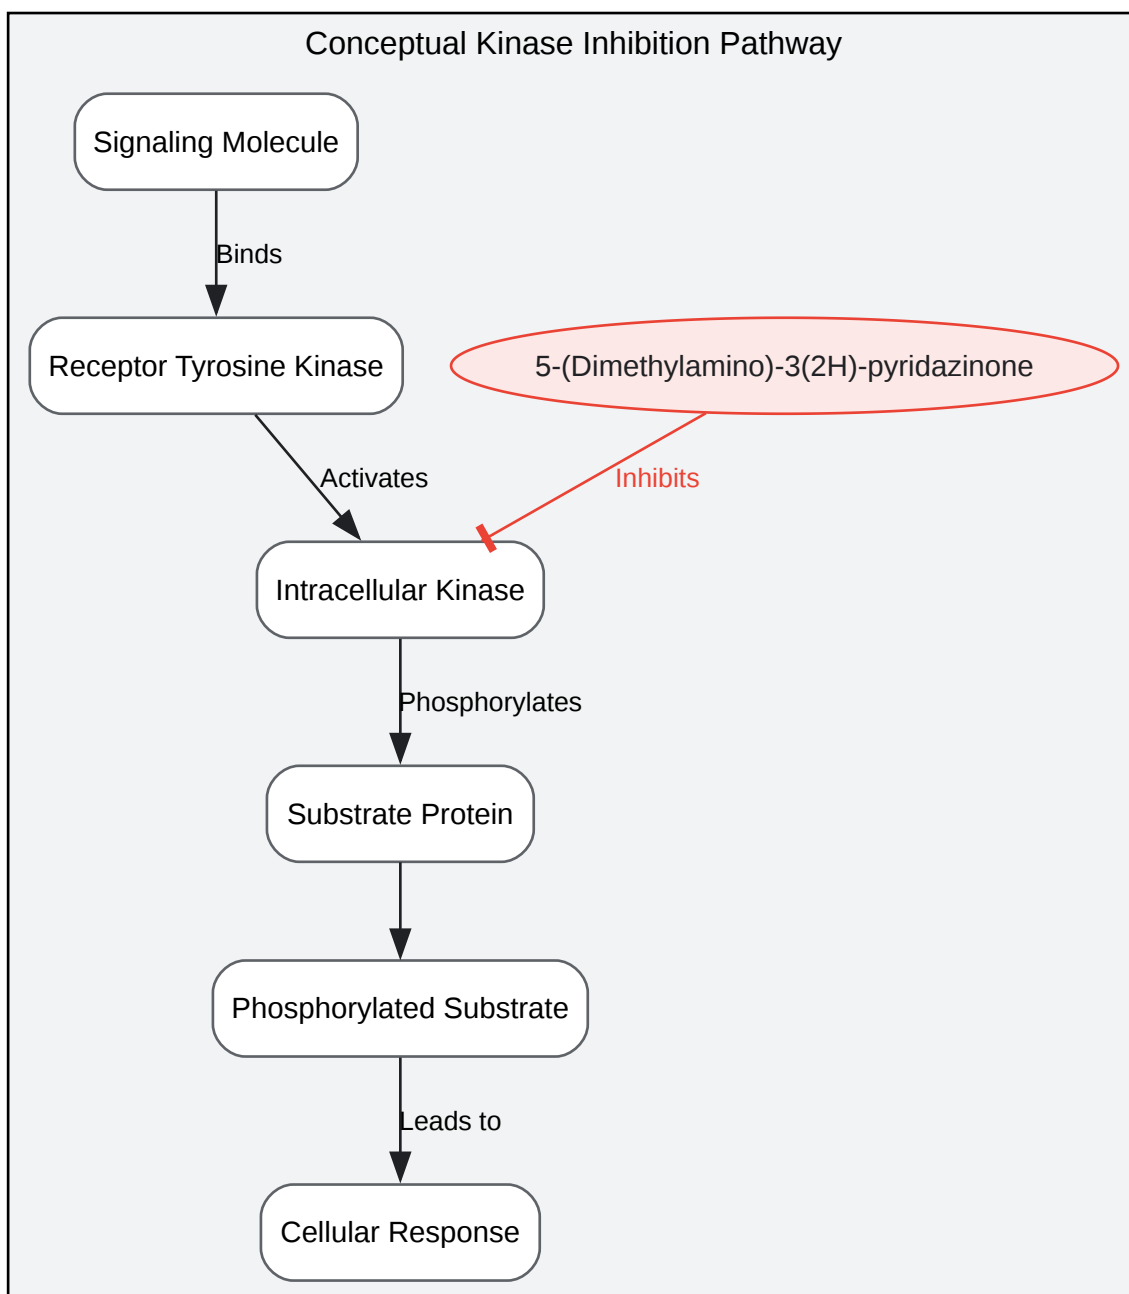 Conceptual Kinase Inhibition Pathway
Signaling Molecule
Binds
Receptor Tyrosine Kinase
5-(Dimethylamino)-3(2H)-pyridazinone
Activates
Inhibits
Intracellular Kinase
Phosphorylates
Substrate Protein
Phosphorylated Substrate
Leads to
Cellular Response